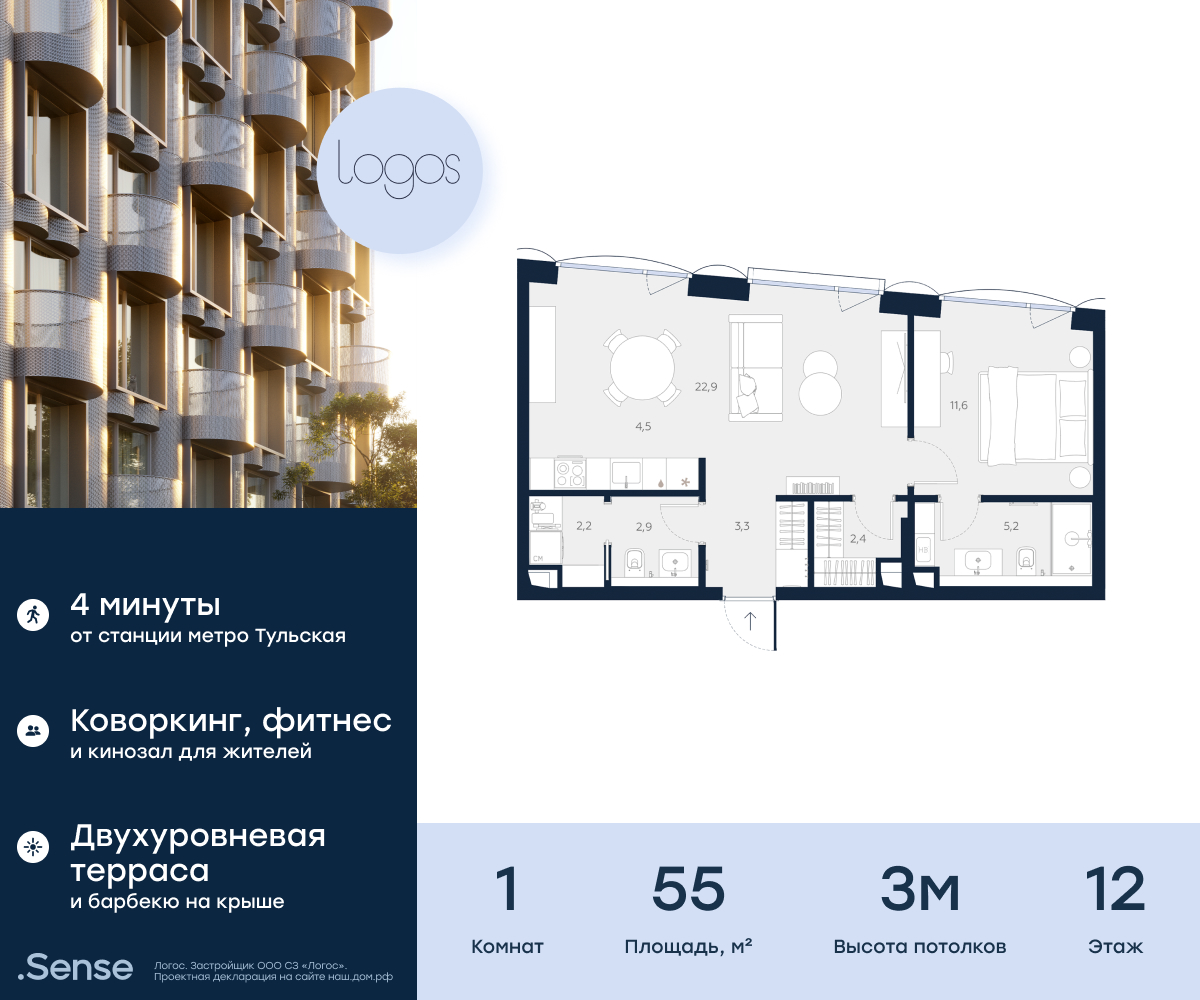 logos
22,9
4,5
11,6
2,2
2,9
3,3
2,4
5,2
СМ
НВ
4 минуты
от станции метро Тульская
Коворкинг, фитнес
и кинозал для жителей
Двухуровневая
терраса
и барбекю на крыше
.Sense
Логос. Застройщик ООО СЗ «Логос».
Проектная декларация на сайте наш.дом.рф
1
Комнат
55
Площадь, м²
3м
Высота потолков
12
Этаж